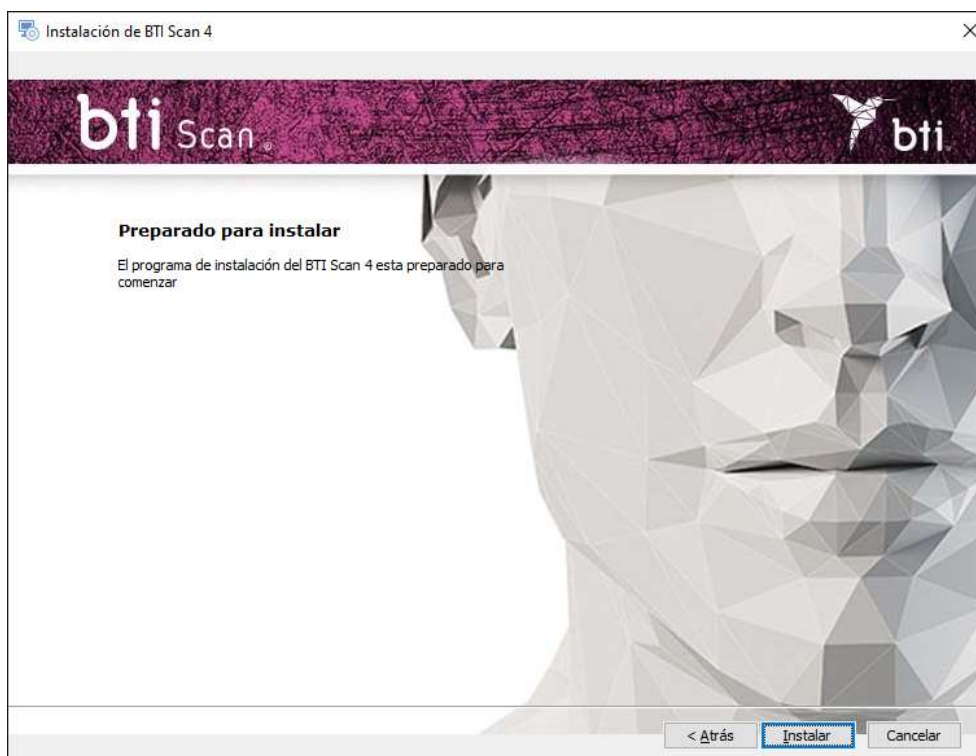 Instalación de BTI Scan 4
bti Scan ®
bti
Preparado para instalar
El programa de instalación del BTI Scan 4 esta preparado para
comenzar
< Atrás
Instalar
Cancelar